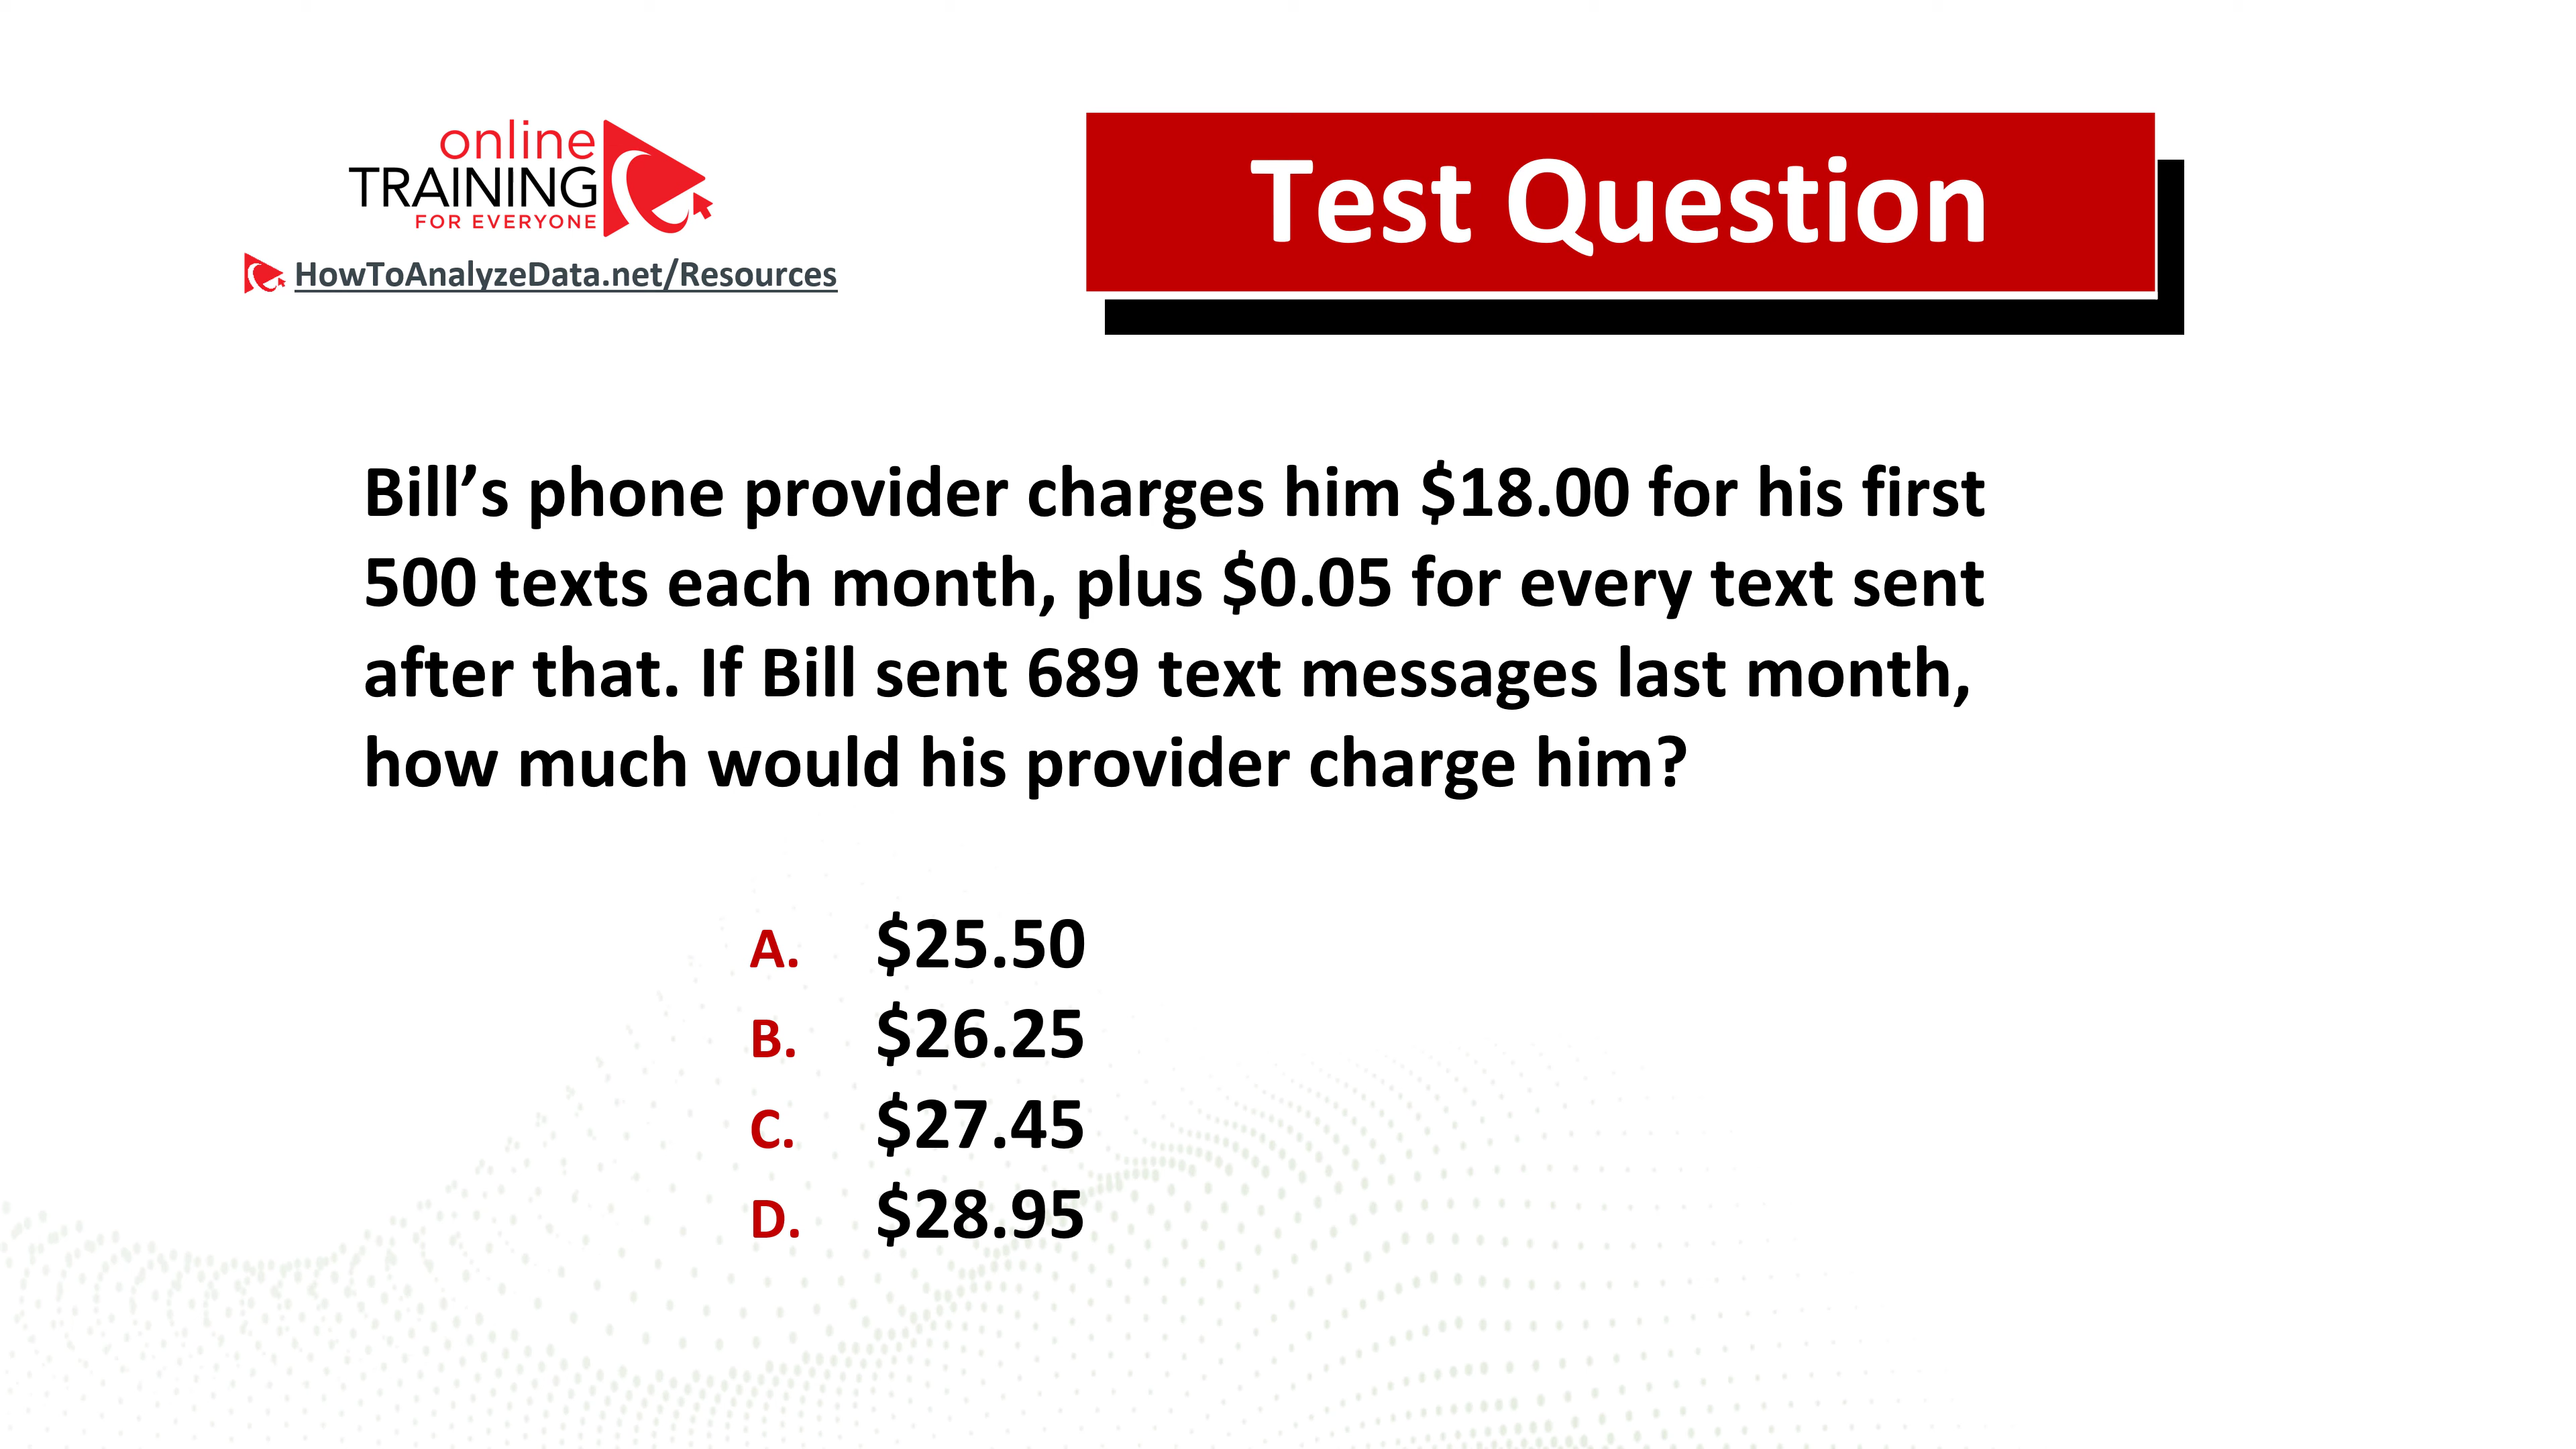 online
TRAINING
FOR EVERYONE
HowToAnalyzeData.net/Resources
Test Question
Bill’s phone provider charges him $18.00 for his first
500 texts each month, plus $0.05 for every text sent
after that. If Bill sent 689 text messages last month,
how much would his provider charge him?
A. $25.50
B. $26.25
C. $27.45
D. $28.95